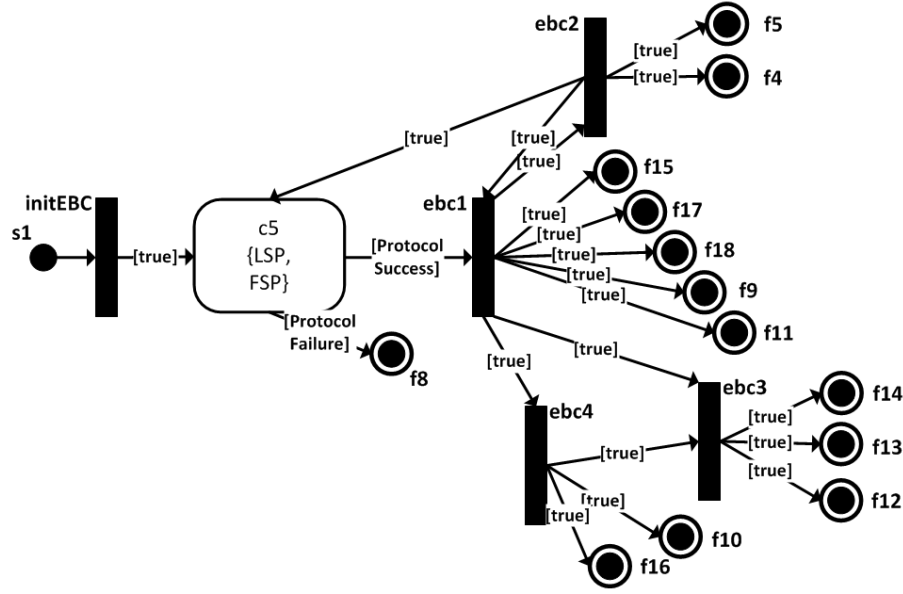 ebc2
f5
[true]
[true]
f4
[true]
[true]
[true]
f15
initEBC
ebc1
[true]
f17
s1
c5
{LSP,
FSP}
[true]
[Protocol
Success]
[true]
f18
[true]
[true]
f9
[true]
f11
[Protocol
Failure]
f8
[true]
[true]
ebc3
ebc4
f14
[true]
[true]
f13
[true]
[true]
f12
[true]
[true]
f10
f16